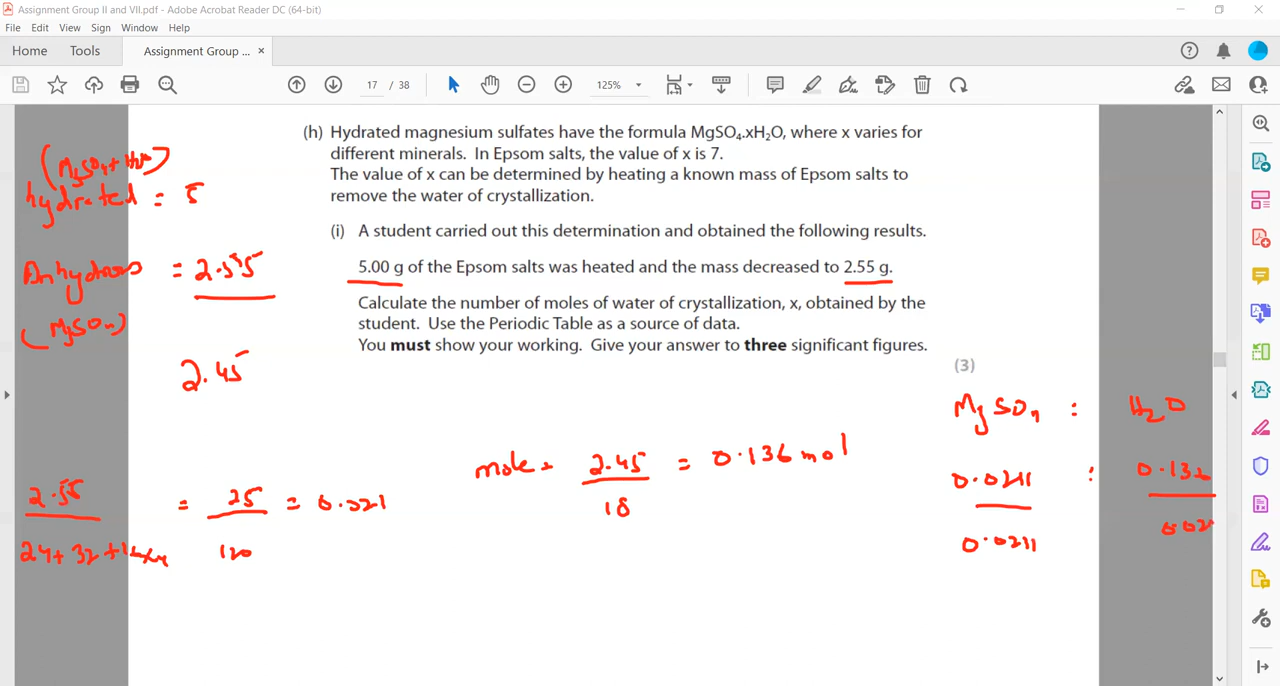 Assignment Group II and VII.pdf - Adobe Acrobat Reader DC (64-bit)
File Edit View Sign Window Help
Home Tools Assignment Group ... ×
17 / 38 125%
(h) Hydrated magnesium sulfates have the formula MgSO₄.xH₂O, where x varies for
different minerals. In Epsom salts, the value of x is 7.
The value of x can be determined by heating a known mass of Epsom salts to
remove the water of crystallization.
(i) A student carried out this determination and obtained the following results.
5.00 g of the Epsom salts was heated and the mass decreased to 2.55 g.
Calculate the number of moles of water of crystallization, x, obtained by the
student. Use the Periodic Table as a source of data.
You must show your working. Give your answer to three significant figures.
(3)
(MgSO₄+H₂O)
hydrated = 5
Anhydrous = 2.55
(MgSO₄)
2.45
2.55
24+32+16×4
= 25
120
= 0.021
mole = 2.45
18
= 0.136 mol
MgSO₄ : H₂O
0.0211 : 0.136
0.0211 0.021